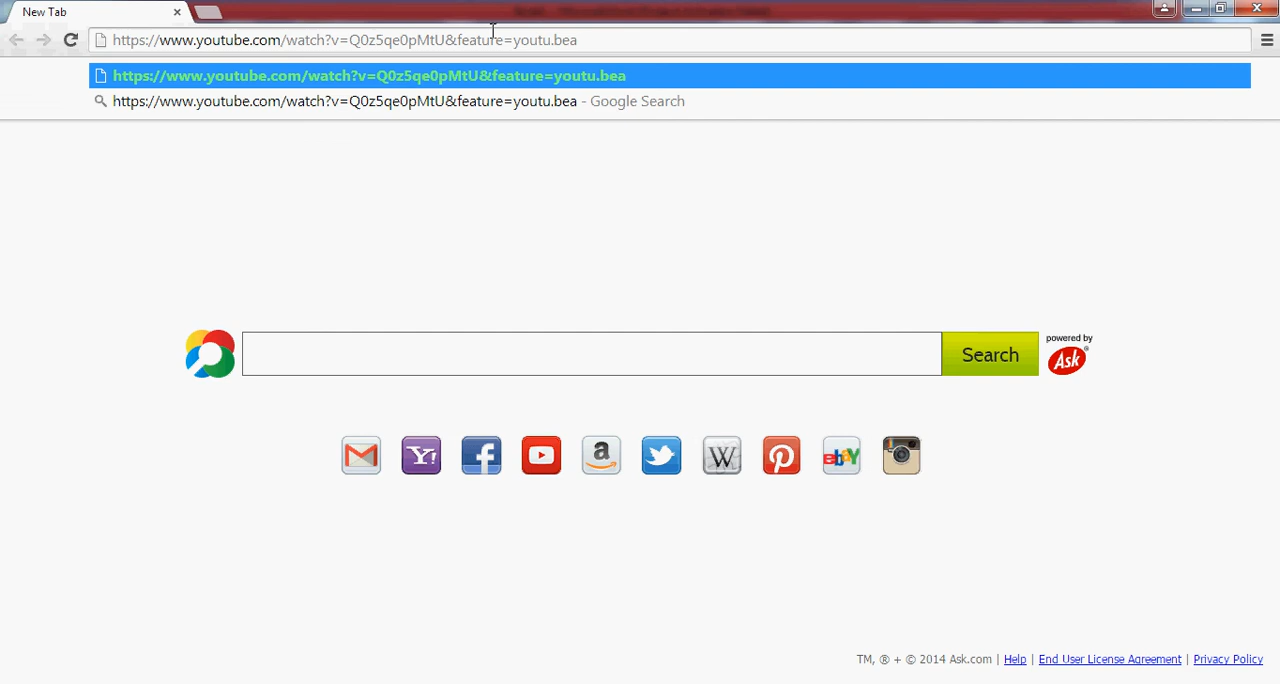 New Tab
https://www.youtube.com/watch?v=Q0z5qe0pMtU&feature=youtu.bea
https://www.youtube.com/watch?v=Q0z5qe0pMtU&feature=youtu.bea
https://www.youtube.com/watch?v=Q0z5qe0pMtU&feature=youtu.bea - Google Search
powered by
Search
Ask®
Y!
a
W
ebay
TM, ® + © 2014 Ask.com | Help | End User License Agreement | Privacy Policy